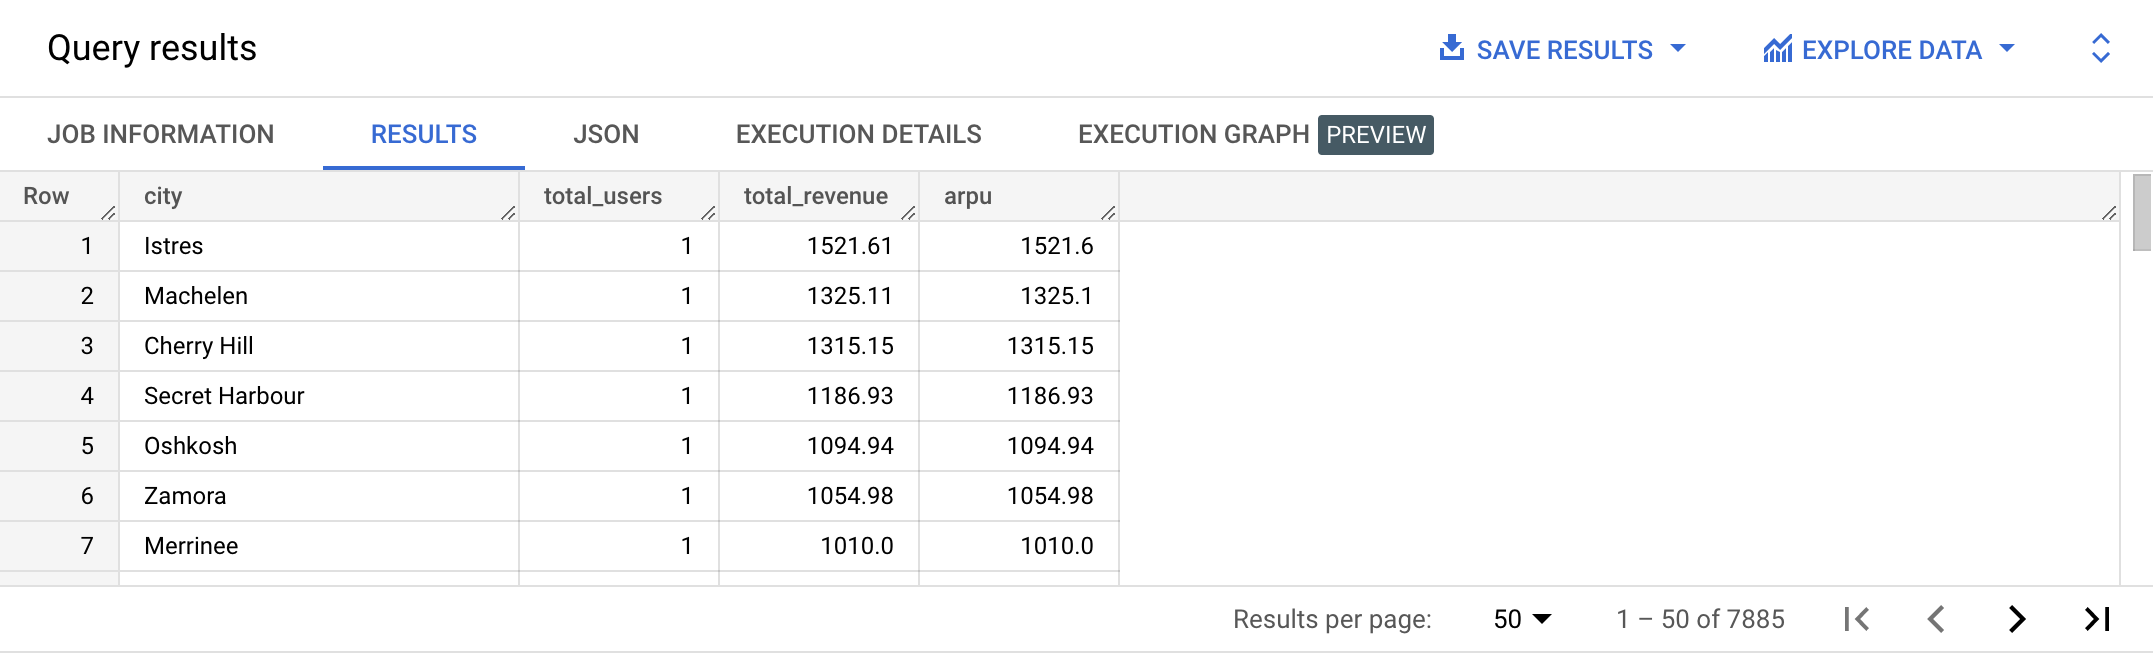 Query results SAVE RESULTS EXPLORE DATA
JOB INFORMATION RESULTS JSON EXECUTION DETAILS EXECUTION GRAPH PREVIEW
Row city total_users total_revenue arpu
1 Istres 1 1521.61 1521.6
2 Machelen 1 1325.11 1325.1
3 Cherry Hill 1 1315.15 1315.15
4 Secret Harbour 1 1186.93 1186.93
5 Oshkosh 1 1094.94 1094.94
6 Zamora 1 1054.98 1054.98
7 Merrinee 1 1010.0 1010.0
Results per page: 50 1 – 50 of 7885